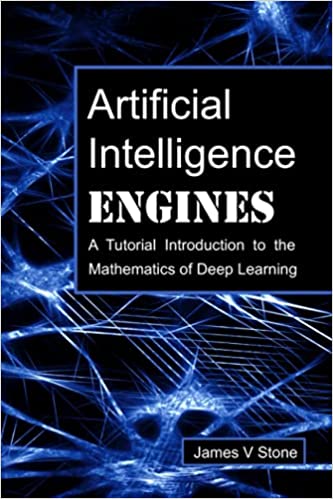 Artificial
Intelligence
ENGINES
A Tutorial Introduction to the
Mathematics of Deep Learning
James V Stone